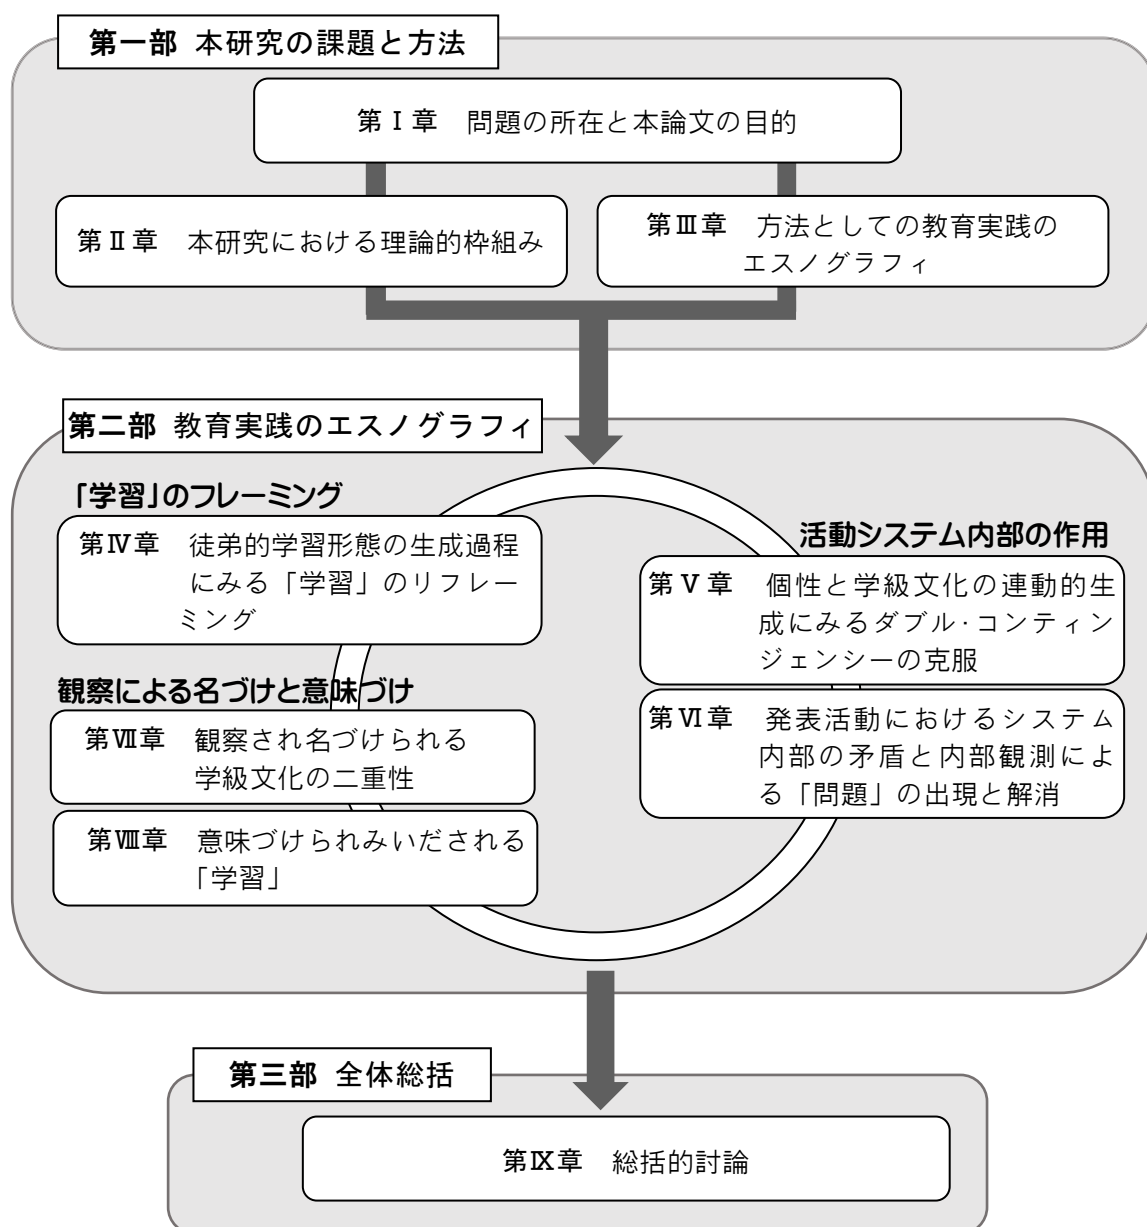 第一部 本研究の課題と方法
第Ⅰ章 問題の所在と本論文の目的
第Ⅱ章 本研究における理論的枠組み
第Ⅲ章 方法としての教育実践の
エスノグラフィ
第二部 教育実践のエスノグラフィ
「学習」のフレーミング
第Ⅳ章 徒弟的学習形態の生成過程
にみる「学習」のリフレー
ミング
活動システム内部の作用
第Ⅴ章 個性と学級文化の連動的生
成にみるダブル・コンティン
ジェンシーの克服
第Ⅵ章 発表活動におけるシステム
内部の矛盾と内部観測によ
る「問題」の出現と解消
観察による名づけと意味づけ
第Ⅶ章 観察され名づけられる
学級文化の二重性
第Ⅷ章 意味づけられみいだされる
「学習」
第三部 全体総括
第Ⅸ章 総括的討論